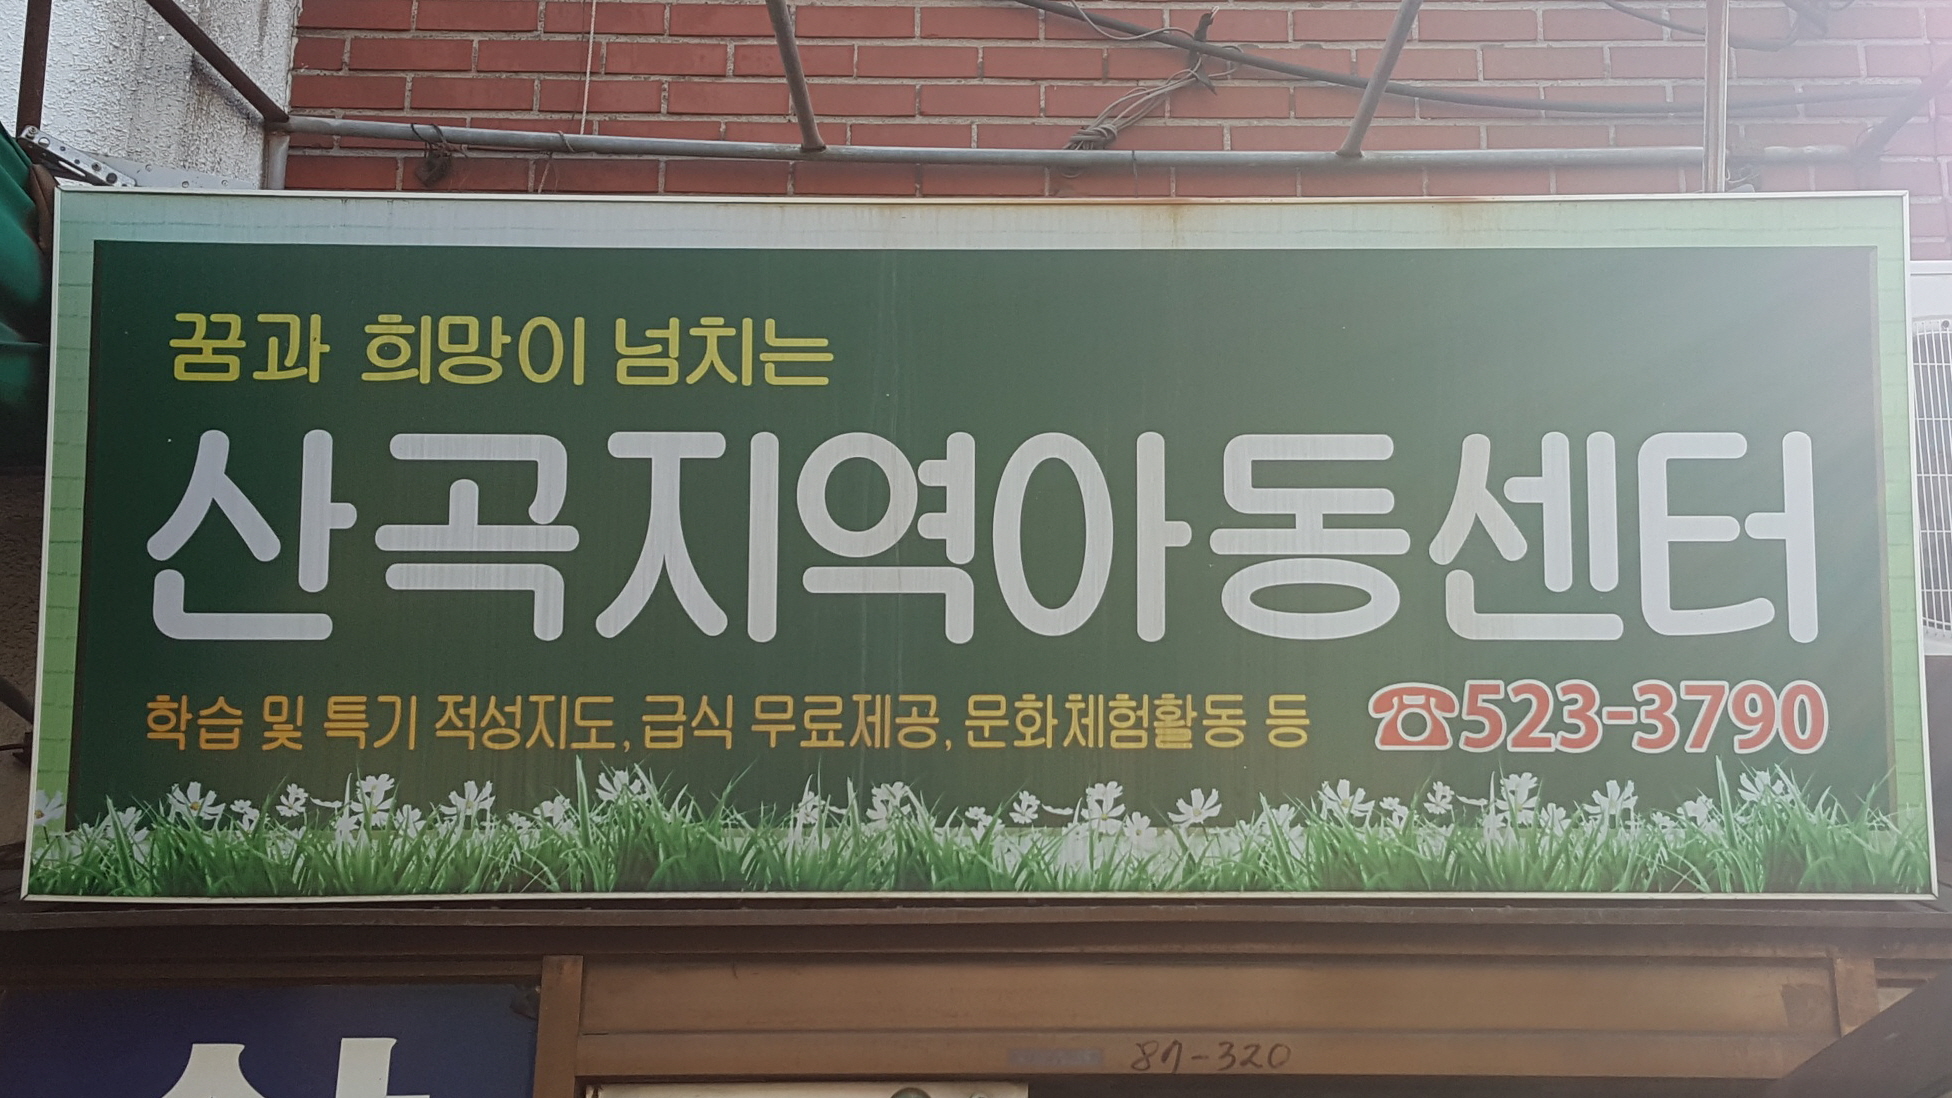 꿈과 희망이 넘치는
산곡지역아동센터
학습 및 특기 적성지도, 급식 무료제공, 문화체험활동 등 ☎523-3790
87-320